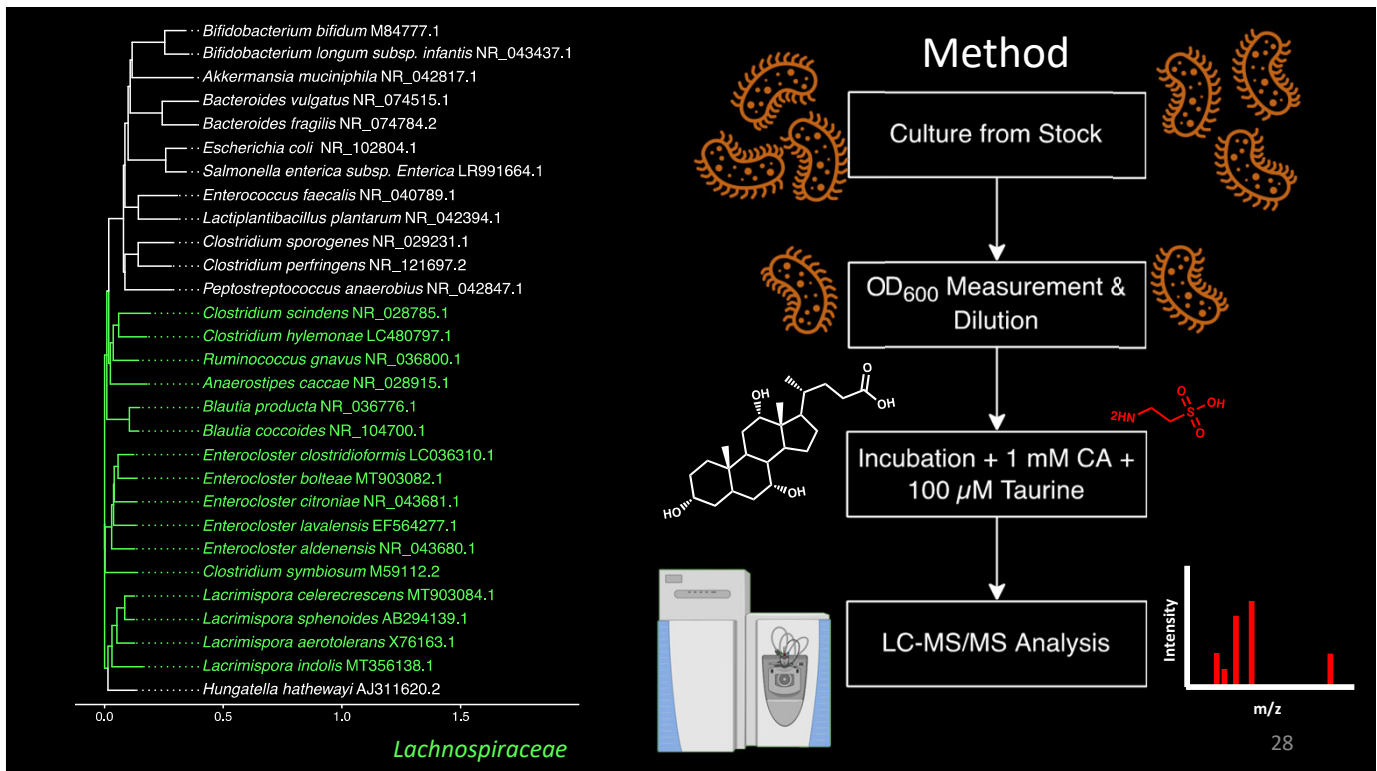 Bifidobacterium bifidum M84777.1
Bifidobacterium longum subsp. infantis NR_043437.1
Akkermansia muciniphila NR_042817.1
Bacteroides vulgatus NR_074515.1
Bacteroides fragilis NR_074784.2
Escherichia coli NR_102804.1
Salmonella enterica subsp. Enterica LR991664.1
Enterococcus faecalis NR_040789.1
Lactiplantibacillus plantarum NR_042394.1
Clostridium sporogenes NR_029231.1
Clostridium perfringens NR_121697.2
Peptostreptococcus anaerobius NR_042847.1
Clostridium scindens NR_028785.1
Clostridium hylemonae LC480797.1
Ruminococcus gnavus NR_036800.1
Anaerostipes caccae NR_028915.1
Blautia producta NR_036776.1
Blautia coccoides NR_104700.1
Enterocloster clostridioformis LC036310.1
Enterocloster bolteae MT903082.1
Enterocloster citroniae NR_043681.1
Enterocloster lavalensis EF564277.1
Enterocloster aldenensis NR_043680.1
Clostridium symbiosum M59112.2
Lacrimispora celerecrescens MT903084.1
Lacrimispora sphenoides AB294139.1
Lacrimispora aerotolerans X76163.1
Lacrimispora indolis MT356138.1
Hungatella hathewayi AJ311620.2
0.0 0.5 1.0 1.5
Lachnospiraceae
Method
Culture from Stock
OD600 Measurement &
Dilution
O
OH
OH
OH
HO
2HN
O
S
OH
O
Incubation + 1 mM CA +
100 µM Taurine
LC-MS/MS Analysis
Intensity
m/z
28